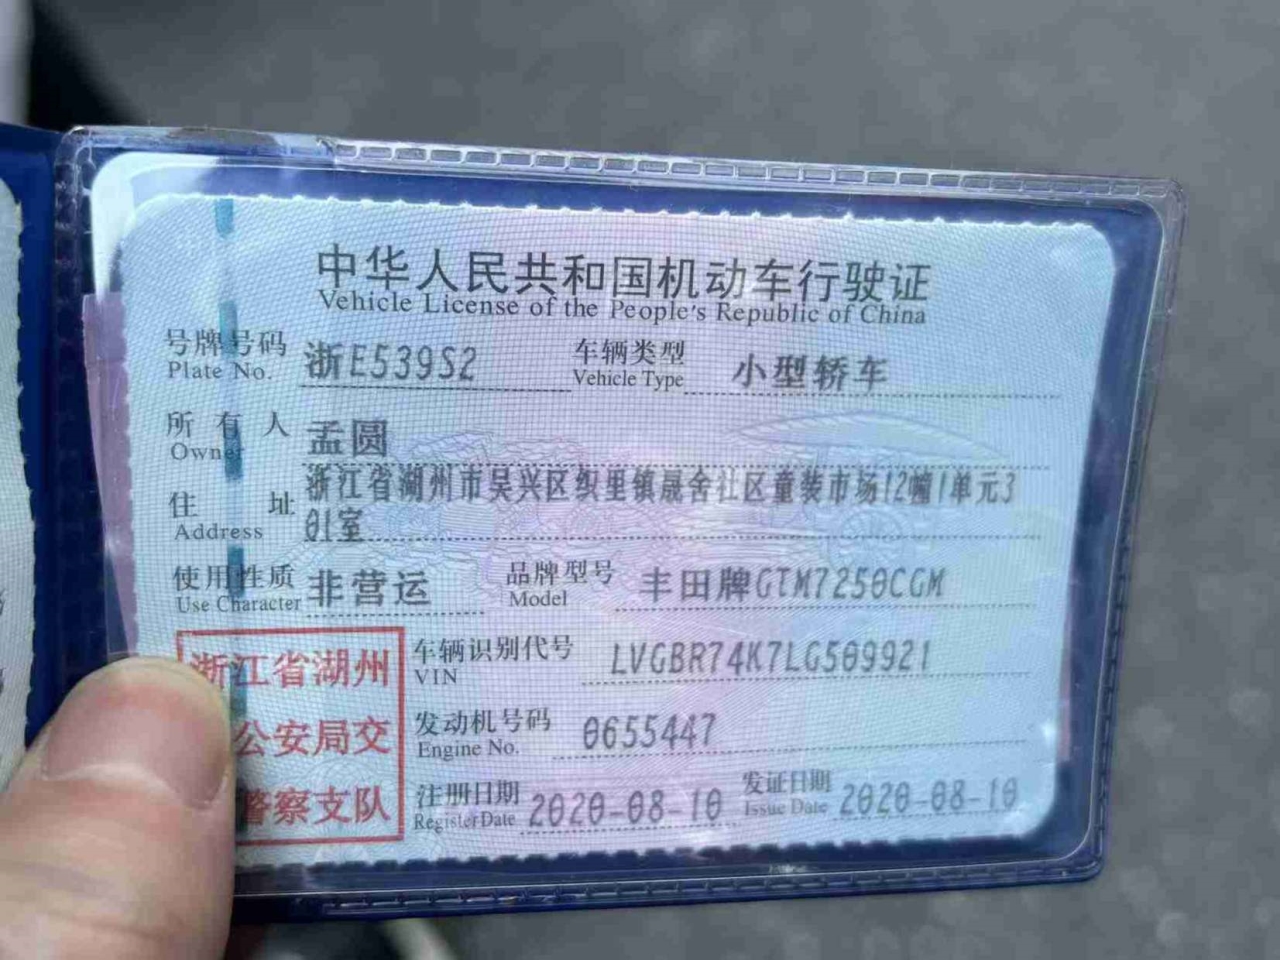 中华人民共和国机动车行驶证
Vehicle License of the People's Republic of China
号牌号码 浙E539S2 车辆类型 小型轿车
Plate No. Vehicle Type
所有人 孟圆
Owner
浙江省湖州市吴兴区织里镇晟舍社区童装市场12幢1单元3
住址 01室
Address
使用性质 非营运 品牌型号 丰田牌GTM7250CGM
Use Character Model
浙江省湖州 车辆识别代号 LVGBR74K7LG509921
VIN
公安局交 发动机号码 0655447
Engine No.
警察支队 注册日期 2020-08-10 发证日期 2020-08-10
Register Date Issue Date